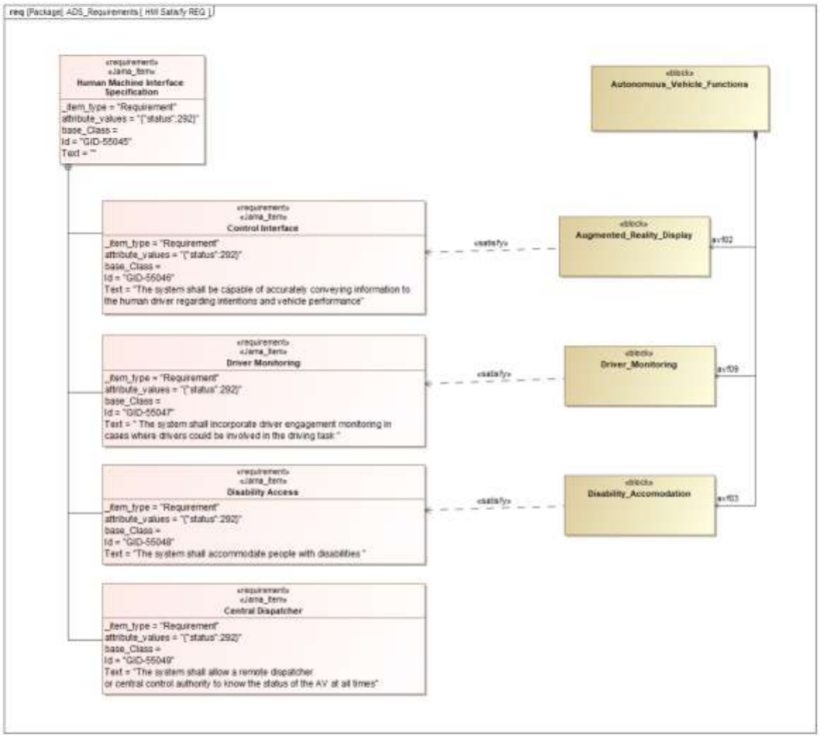 req [Package] ADS_Requirements [ HMI Satisfy REG ]
«requirement»
«Jama_Item»
Human Machine Interface
Specification
_item_type = "Requirement"
attribute_values = "{"status":292}"
base_Class =
Id = "GID-55045"
Text = ""
«block»
Autonomous_Vehicle_Functions
«requirement»
«Jama_Item»
Control Interface
_item_type = "Requirement"
attribute_values = "{"status":292}"
base_Class =
Id = "GID-55046"
Text = "The system shall be capable of accurately conveying information to
the human driver regarding intentions and vehicle performance"
«satisfy»
«block»
Augmented_Reality_Display
avf02
«requirement»
«Jama_Item»
Driver Monitoring
_item_type = "Requirement"
attribute_values = "{"status":292}"
base_Class =
Id = "GID-55047"
Text = " The system shall incorporate driver engagement monitoring in
cases where drivers could be involved in the driving task "
«satisfy»
«block»
Driver_Monitoring
avf09
«requirement»
«Jama_Item»
Disability Access
_item_type = "Requirement"
attribute_values = "{"status":292}"
base_Class =
Id = "GID-55048"
Text = "The system shall accommodate people with disabilities "
«satisfy»
«block»
Disability_Accomodation
avf03
«requirement»
«Jama_Item»
Central Dispatcher
_item_type = "Requirement"
attribute_values = "{"status":292}"
base_Class =
Id = "GID-55049"
Text = "The system shall allow a remote dispatcher
or central control authority to know the status of the AV at all times"